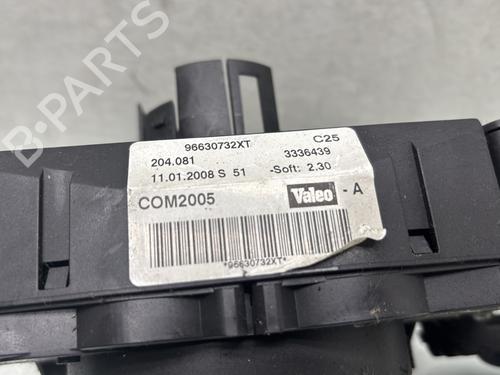 B-PARTS
96630732XT C25
204.081 3336439
11.01.2008 S 51 -Soft: 2.30
COM2005 Valeo - A
*96630732XT*